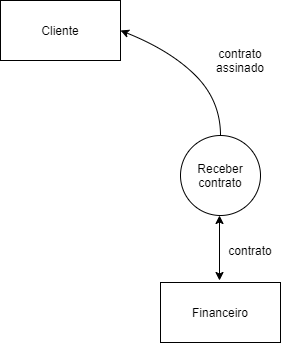 Cliente
contrato
assinado
Receber
contrato
contrato
Financeiro